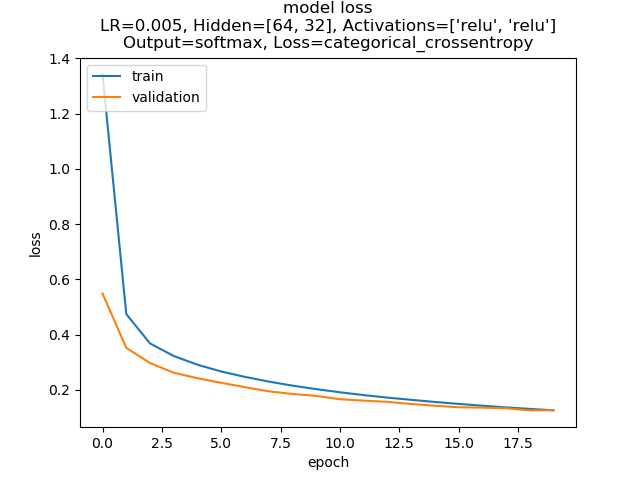 model loss
LR=0.005, Hidden=[64, 32], Activations=['relu', 'relu']
Output=softmax, Loss=categorical_crossentropy
train
validation
loss
1.4
1.2
1.0
0.8
0.6
0.4
0.2
0.0 2.5 5.0 7.5 10.0 12.5 15.0 17.5
epoch